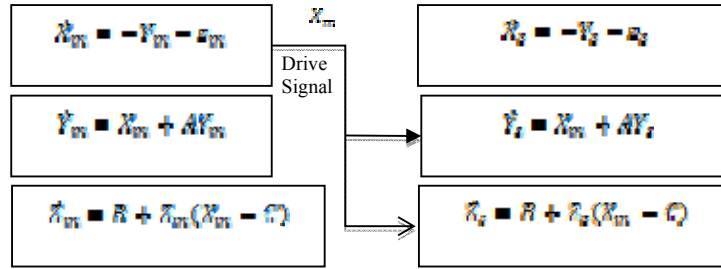 Ẋₘ = −Yₘ − zₘ
Xₘ
Drive
Signal
Ẋₛ = −Yₛ − zₛ
Ẏₘ = Xₘ + AYₘ
Ẏₛ = Xₘ + AYₛ
Żₘ = B + Zₘ(Xₘ − C)
Żₛ = B + Zₛ(Xₘ − C)